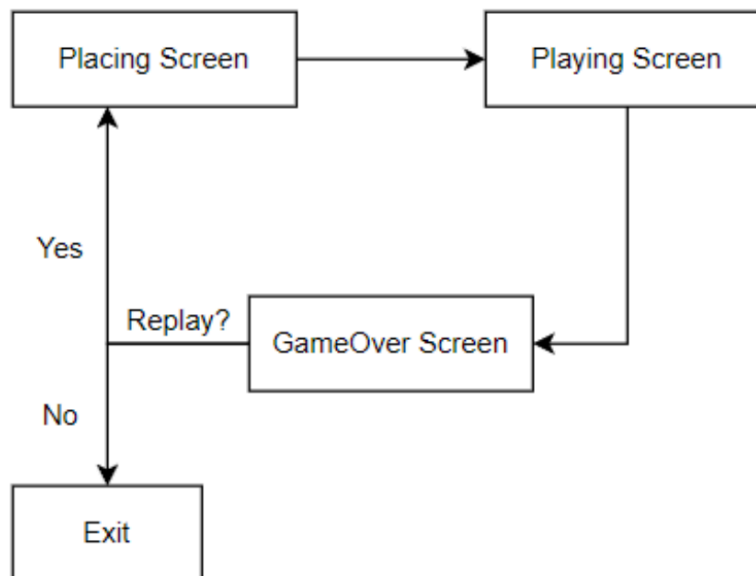 Placing Screen
Playing Screen
Yes
Replay?
GameOver Screen
No
Exit